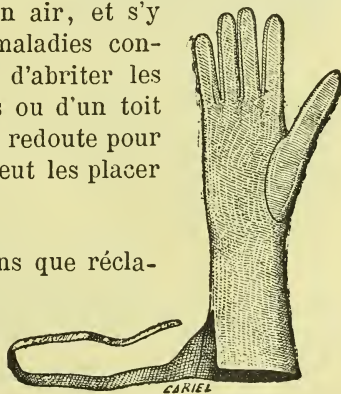 n air, et s'y
maladies con-
d'abriter les
s ou d'un toit
redoute pour
eut les placer
ns que récla-
CARIEL